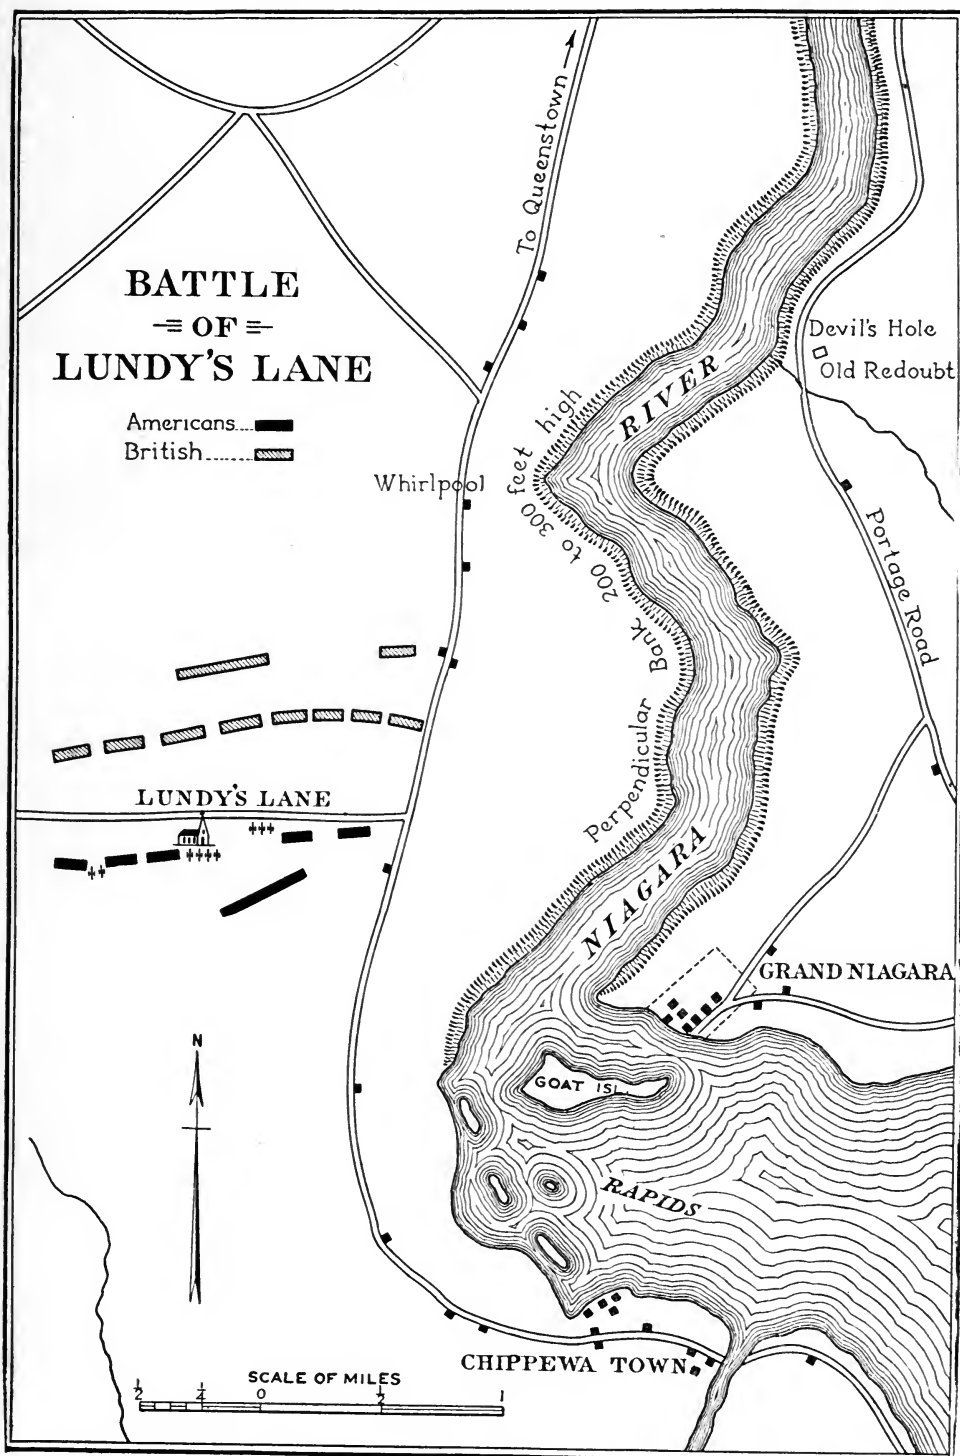 To Queenstown
BATTLE
OF
LUNDY'S LANE
Americans
British
Devil's Hole
Old Redoubt
RIVER
Whirlpool
Perpendicular Bank 200 to 300 feet high
Portage Road
LUNDY'S LANE
NIAGARA
GRAND NIAGARA
N
GOAT ISL.
RAPIDS
CHIPPEWA TOWN
SCALE OF MILES
1/2 1/4 0 1/2 1